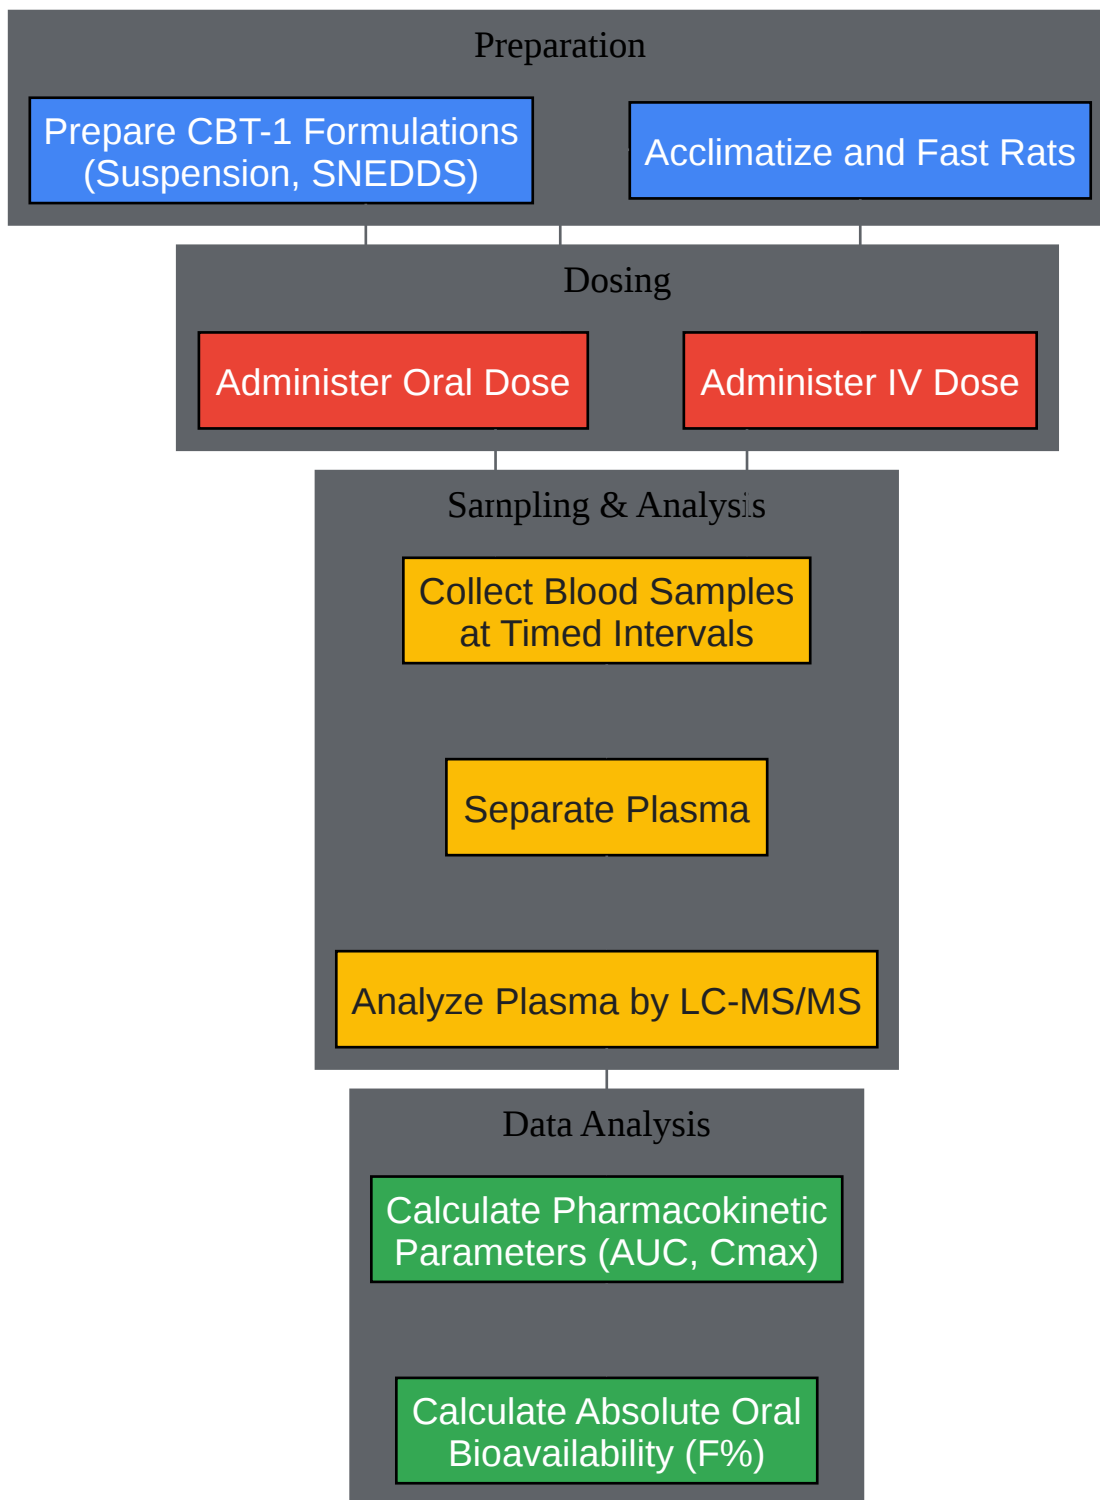 Preparation
Prepare CBT-1 Formulations
(Suspension, SNEDDS)
Acclimatize and Fast Rats
Dosing
Administer Oral Dose
Administer IV Dose
Sampling & Analysis
Collect Blood Samples
at Timed Intervals
Separate Plasma
Analyze Plasma by LC-MS/MS
Data Analysis
Calculate Pharmacokinetic
Parameters (AUC, Cmax)
Calculate Absolute Oral
Bioavailability (F%)